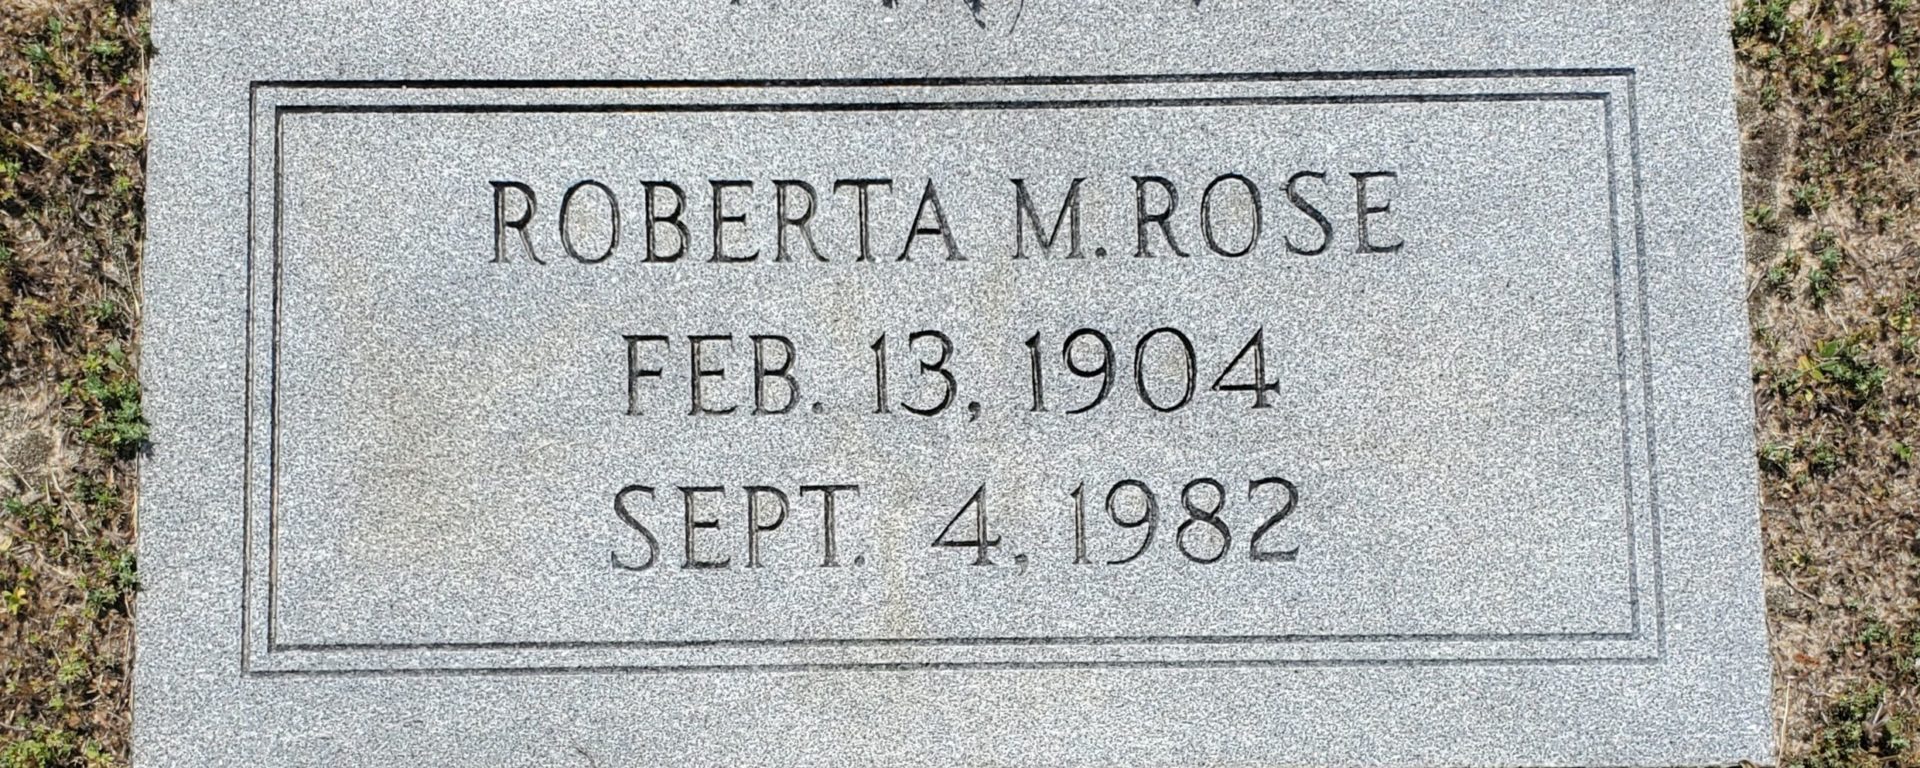 ROBERTA M. ROSE
FEB. 13, 1904
SEPT. 4, 1982